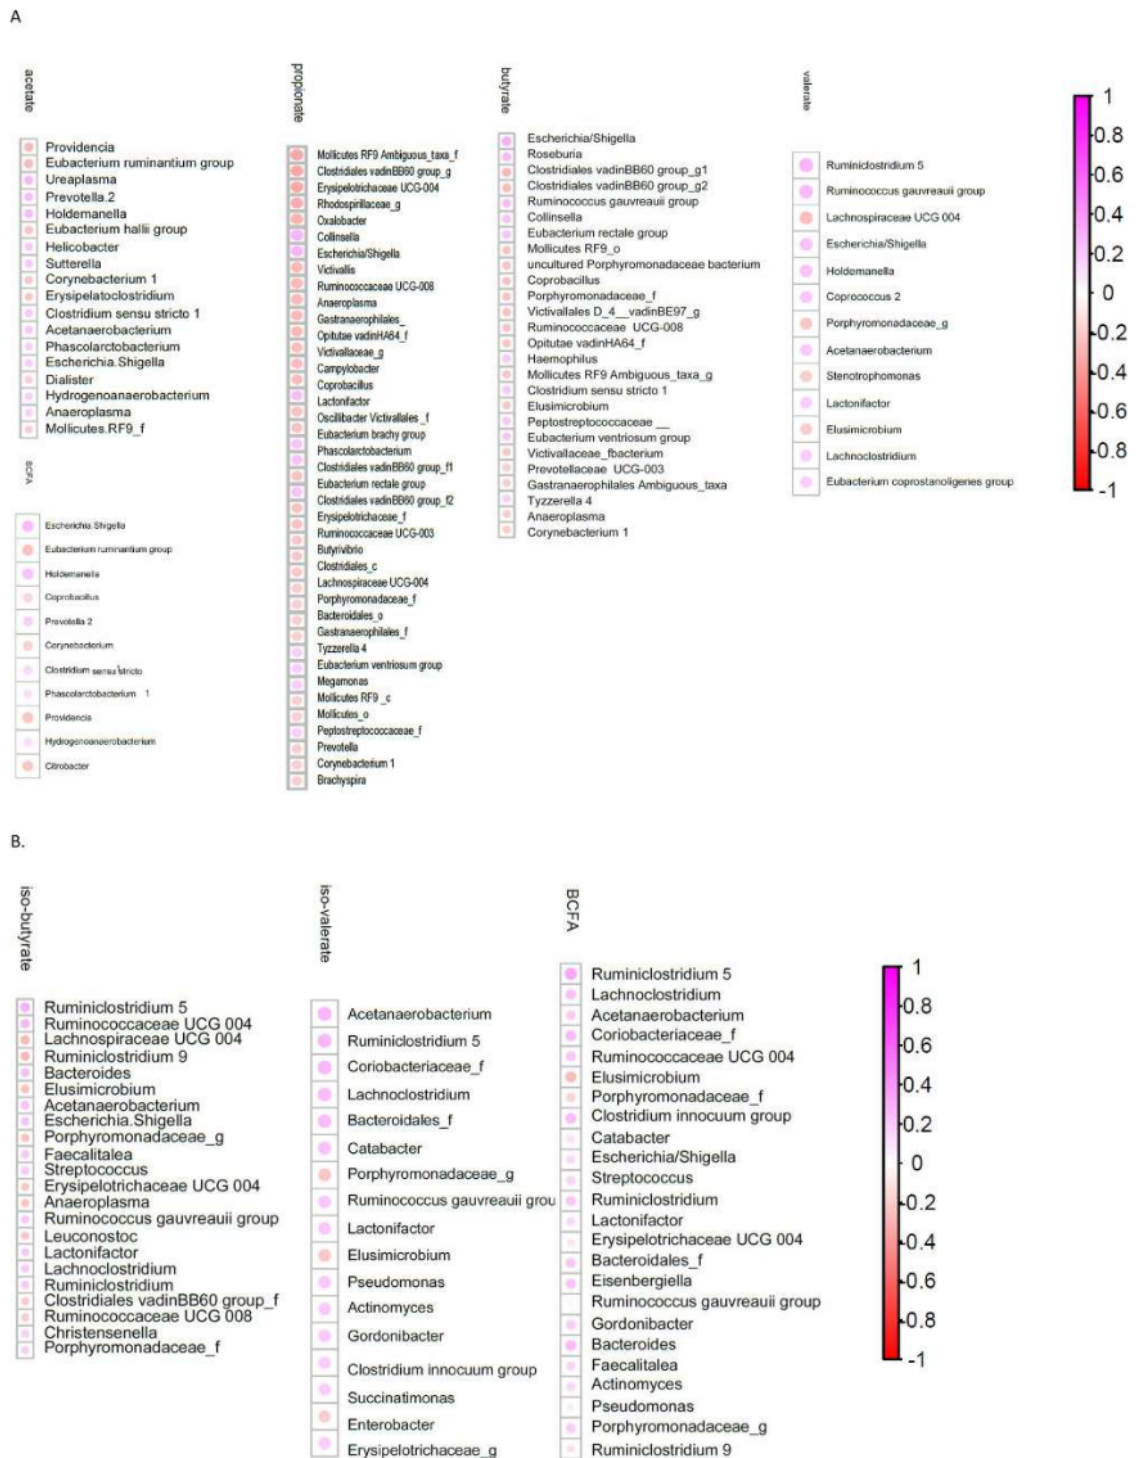 A
acetate
Providencia
Eubacterium ruminantium group
Ureaplasma
Prevotella.2
Holdemanella
Eubacterium hallii group
Helicobacter
Sutterella
Corynebacterium 1
Erysipelatoclostridium
Clostridium sensu stricto 1
Acetanaerobacterium
Phascolarctobacterium
Escherichia.Shigella
Dialister
Hydrogenoanaerobacterium
Anaeroplasma
Mollicutes.RF9_f
BCFA
Escherichia.Shigella
Eubacterium ruminantium group
Holdemanella
Coprobacillus
Prevotella 2
Corynebacterium
Clostridium sensu stricto
Phascolarctobacterium 1
Providencia
Hydrogenoanaerobacterium
Citrobacter
propionate
Mollicutes RF9 Ambiguous_taxa_f
Clostridiales vadinBB60 group_g
Erysipelotrichaceae UCG-004
Rhodospirillaceae_g
Oxalobacter
Collinsella
Escherichia/Shigella
Victivallis
Ruminococcaceae UCG-008
Anaeroplasma
Gastranaerophilales_
Opitutae vadinHA64_f
Victivallaceae_g
Campylobacter
Coprobacillus
Lactonifactor
Oscillibacter Victivallales _f
Eubacterium brachy group
Phascolarctobacterium
Clostridiales vadinBB60 group_f1
Eubacterium rectale group
Clostridiales vadinBB60 group_f2
Erysipelotrichaceae_f
Ruminococcaceae UCG-003
Butyrivibrio
Clostridiales_c
Lachnospiraceae UCG-004
Porphyromonadaceae_f
Bacteroidales_o
Gastranaerophilales_f
Tyzzerella 4
Eubacterium ventriosum group
Megamonas
Mollicutes RF9 _c
Mollicutes_o
Peptostreptococcaceae_f
Prevotella
Corynebacterium 1
Brachyspira
butyrate
Escherichia/Shigella
Roseburia
Clostridiales vadinBB60 group_g1
Clostridiales vadinBB60 group_g2
Ruminococcus gauvreauii group
Collinsella
Eubacterium rectale group
Mollicutes RF9_o
uncultured Porphyromonadaceae bacterium
Coprobacillus
Porphyromonadaceae_f
Victivallales D_4__vadinBE97_g
Ruminococcaceae UCG-008
Opitutae vadinHA64_f
Haemophilus
Mollicutes RF9 Ambiguous_taxa_g
Clostridium sensu stricto 1
Elusimicrobium
Peptostreptococcaceae __
Eubacterium ventriosum group
Victivallaceae_fbacterium
Prevotellaceae UCG-003
Gastranaerophilales Ambiguous_taxa
Tyzzerella 4
Anaeroplasma
Corynebacterium 1
valerate
Ruminiclostridium 5
Ruminococcus gauvreauii group
Lachnospiraceae UCG 004
Escherichia/Shigella
Holdemanella
Coprococcus 2
Porphyromonadaceae_g
Acetanaerobacterium
Stenotrophomonas
Lactonifactor
Elusimicrobium
Lachnoclostridium
Eubacterium coprostanoligenes group
1
0.8
0.6
0.4
0.2
0
-0.2
-0.4
-0.6
-0.8
-1
B.
iso-butyrate
Ruminiclostridium 5
Ruminococcaceae UCG 004
Lachnospiraceae UCG 004
Ruminiclostridium 9
Bacteroides
Elusimicrobium
Acetanaerobacterium
Escherichia.Shigella
Porphyromonadaceae_g
Faecalitalea
Streptococcus
Erysipelotrichaceae UCG 004
Anaeroplasma
Ruminococcus gauvreauii group
Leuconostoc
Lactonifactor
Lachnoclostridium
Ruminiclostridium
Clostridiales vadinBB60 group_f
Ruminococcaceae UCG 008
Christensenella
Porphyromonadaceae_f
iso-valerate
Acetanaerobacterium
Ruminiclostridium 5
Coriobacteriaceae_f
Lachnoclostridium
Bacteroidales_f
Catabacter
Porphyromonadaceae_g
Ruminococcus gauvreauii grou
Lactonifactor
Elusimicrobium
Pseudomonas
Actinomyces
Gordonibacter
Clostridium innocuum group
Succinatimonas
Enterobacter
Erysipelotrichaceae_g
BCFA
Ruminiclostridium 5
Lachnoclostridium
Acetanaerobacterium
Coriobacteriaceae_f
Ruminococcaceae UCG 004
Elusimicrobium
Porphyromonadaceae_f
Clostridium innocuum group
Catabacter
Escherichia/Shigella
Streptococcus
Ruminiclostridium
Lactonifactor
Erysipelotrichaceae UCG 004
Bacteroidales_f
Eisenbergiella
Ruminococcus gauvreauii group
Gordonibacter
Bacteroides
Faecalitalea
Actinomyces
Pseudomonas
Porphyromonadaceae_g
Ruminiclostridium 9
1
0.8
0.6
0.4
0.2
0
-0.2
-0.4
-0.6
-0.8
-1